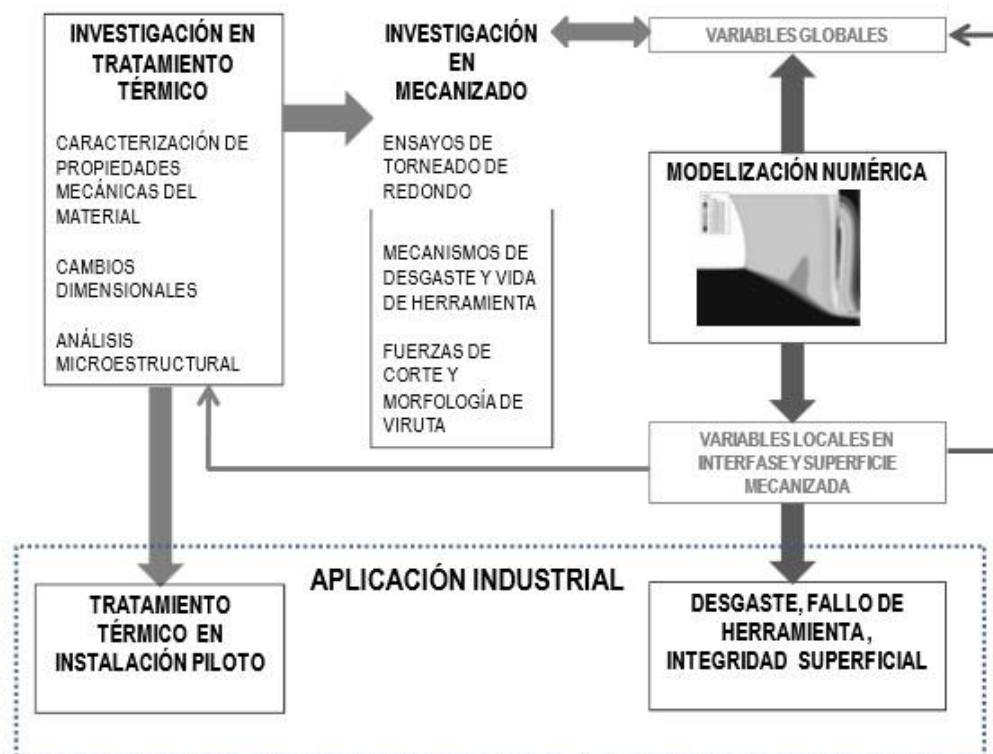 INVESTIGACIÓN EN
TRATAMIENTO
TÉRMICO
CARACTERIZACIÓN DE
PROPIEDADES
MECÁNICAS DEL
MATERIAL
CAMBIOS
DIMENSIONALES
ANÁLISIS
MICROESTRUCTURAL
INVESTIGACIÓN
EN
MECANIZADO
ENSAYOS DE
TORNEADO DE
REDONDO
MECANISMOS DE
DESGASTE Y VIDA
DE HERRAMIENTA
FUERZAS DE
CORTE Y
MORFOLOGÍA DE
VIRUTA
VARIABLES GLOBALES
MODELIZACIÓN NUMÉRICA
VARIABLES LOCALES EN
INTERFASE Y SUPERFICIE
MECANIZADA
APLICACIÓN INDUSTRIAL
TRATAMIENTO
TÉRMICO EN
INSTALACIÓN PILOTO
DESGASTE, FALLO DE
HERRAMIENTA,
INTEGRIDAD SUPERFICIAL